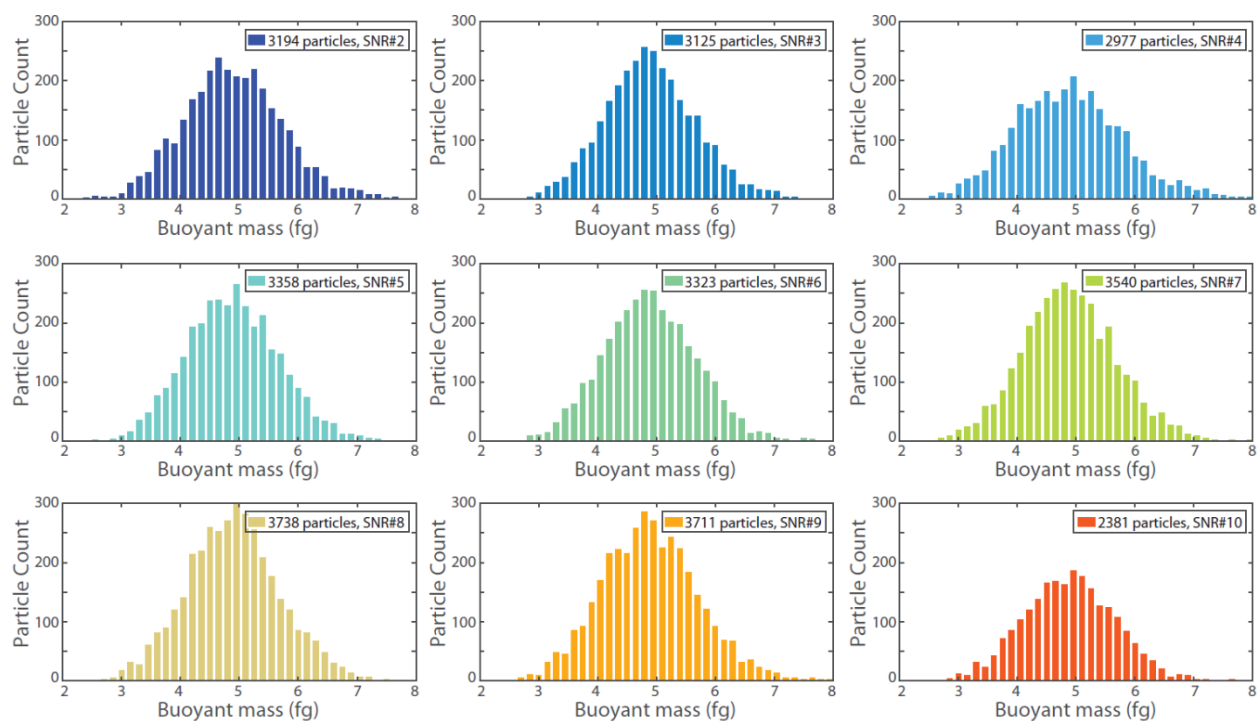 300
200
100
0
Particle Count
3194 particles, SNR#2
2 3 4 5 6 7 8
Buoyant mass (fg)
300
200
100
0
Particle Count
3125 particles, SNR#3
2 3 4 5 6 7 8
Buoyant mass (fg)
300
200
100
0
Particle Count
2977 particles, SNR#4
2 3 4 5 6 7 8
Buoyant mass (fg)
300
200
100
0
Particle Count
3358 particles, SNR#5
2 3 4 5 6 7 8
Buoyant mass (fg)
300
200
100
0
Particle Count
3323 particles, SNR#6
2 3 4 5 6 7 8
Buoyant mass (fg)
300
200
100
0
Particle Count
3540 particles, SNR#7
2 3 4 5 6 7 8
Buoyant mass (fg)
300
200
100
0
Particle Count
3738 particles, SNR#8
2 3 4 5 6 7 8
Buoyant mass (fg)
300
200
100
0
Particle Count
3711 particles, SNR#9
2 3 4 5 6 7 8
Buoyant mass (fg)
300
200
100
0
Particle Count
2381 particles, SNR#10
2 3 4 5 6 7 8
Buoyant mass (fg)